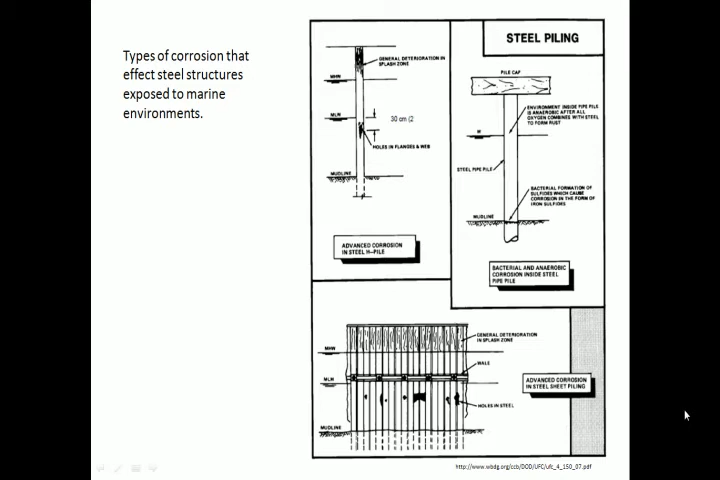 Types of corrosion that
effect steel structures
exposed to marine
environments.
STEEL PILING
GENERAL DETERIORATION IN
SPLASH ZONE
MHW
MLW
30 cm (2
HOLES IN FLANGES & WEB
MUDLINE
ADVANCED CORROSION
IN STEEL H-PILE
PILE CAP
ENVIRONMENT INSIDE PIPE PILE
IS ANAEROBIC AFTER ALL
OXYGEN COMBINES WITH STEEL
TO FORM RUST
STEEL PIPE PILE
BACTERIAL FORMATION OF
SULFIDES WHICH CAUSE
CORROSION IN THE FORM OF
IRON SULFIDES
MUDLINE
BACTERIAL AND ANAEROBIC
CORROSION INSIDE STEEL
PIPE PILE
GENERAL DETERIORATION
IN SPLASH ZONE
MHW
WALE
MLW
ADVANCED CORROSION
IN STEEL SHEET PILING
HOLES IN STEEL
MUDLINE
http://www.wbdg.org/ccb/DOD/UFC/ufc_4_150_07.pdf